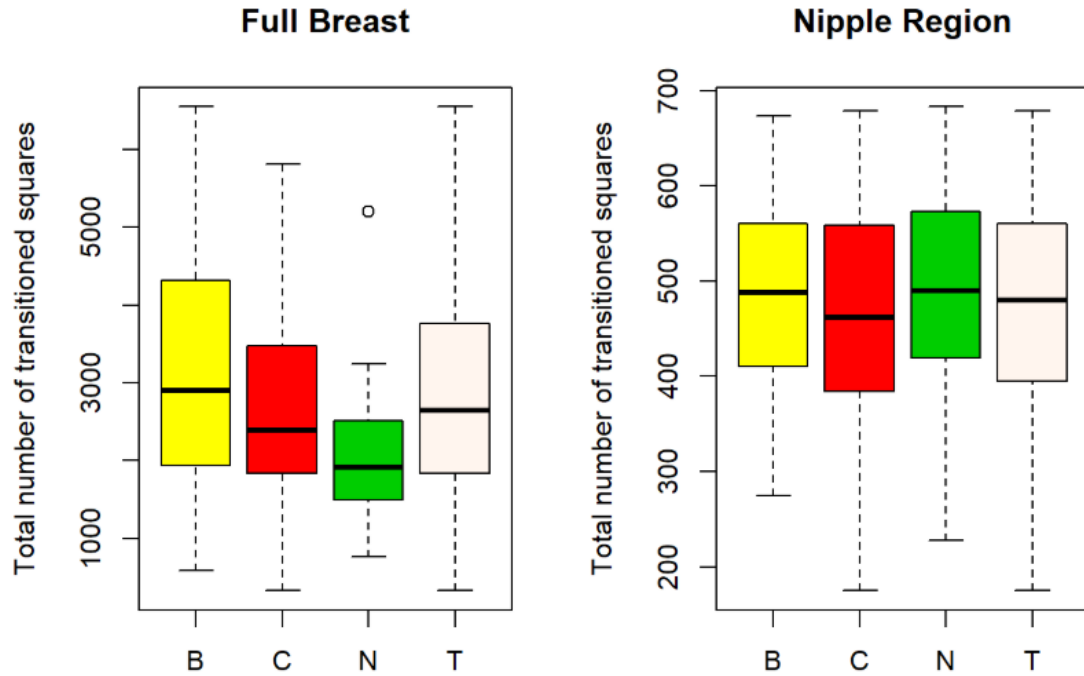 Full Breast
Total number of transitioned squares
5000
3000
1000
B C N T
Nipple Region
Total number of transitioned squares
700
600
500
400
300
200
B C N T